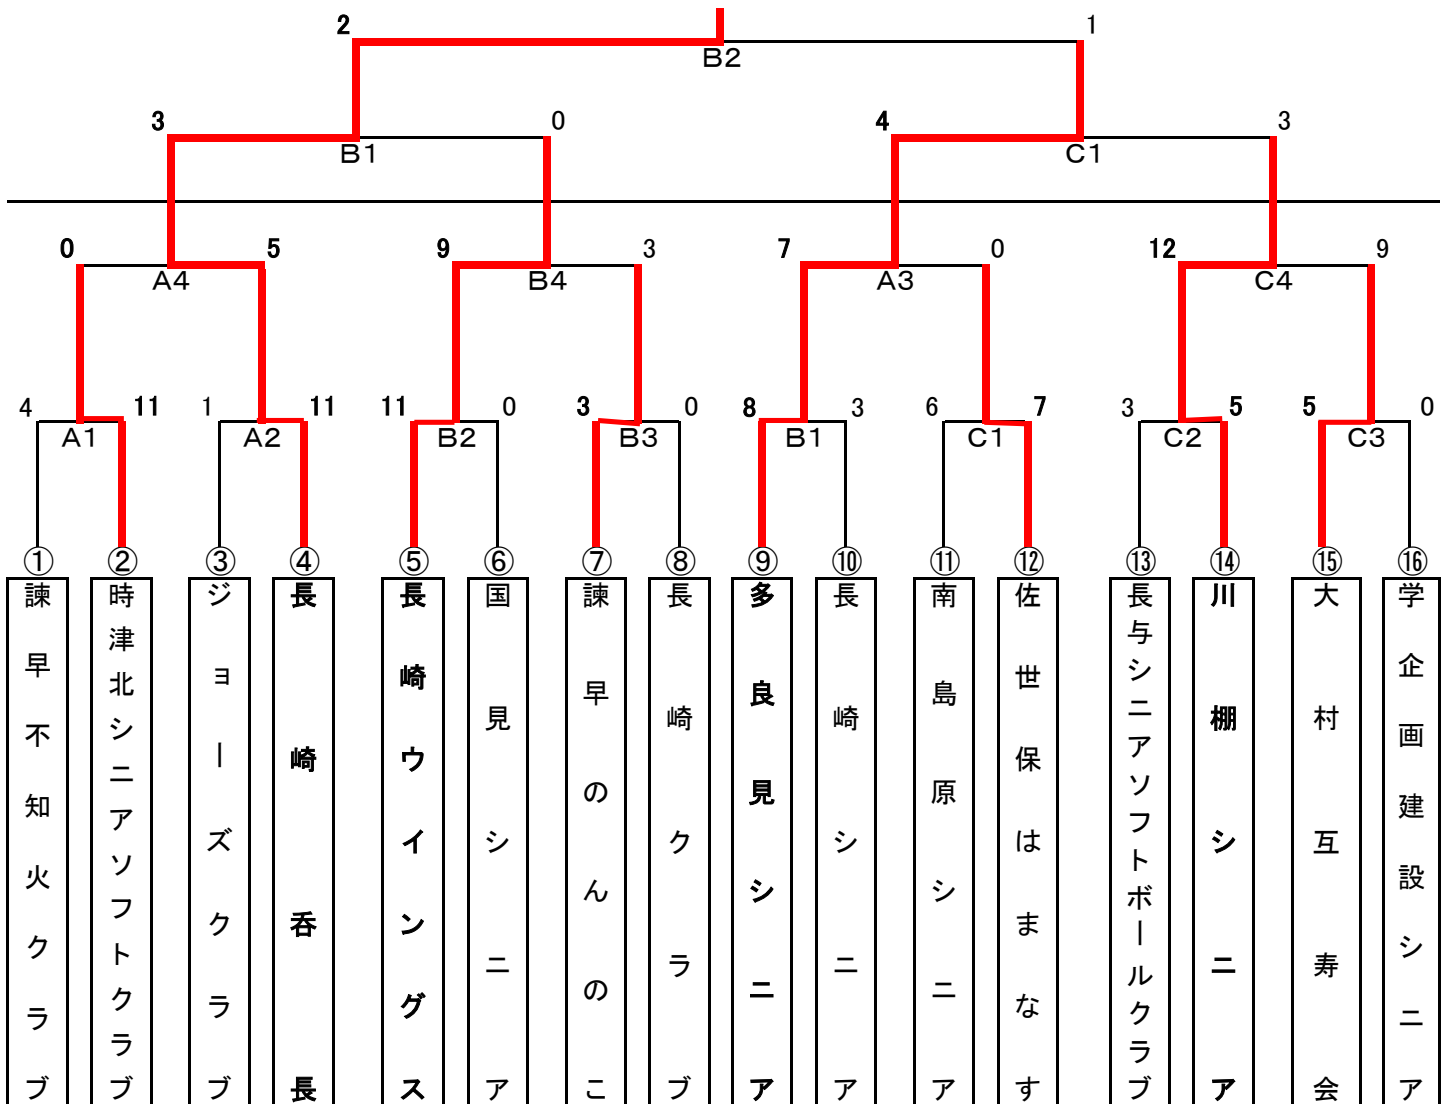 2 1
B2
3 0 4 3
B1 C1
0 5 9 3 7 0 12 9
A4 B4 A3 C4
4 11 1 11 11 0 3 0 8 3 6 7 3 5 5 0
A1 A2 B2 B3 B1 C1 C2 C3
① ② ③ ④ ⑤ ⑥ ⑦ ⑧ ⑨ ⑩ ⑪ ⑫ ⑬ ⑭ ⑮ ⑯
諫早不知火クラブ
時津北シニアソフトクラブ
ジョーズクラブ
長崎呑長
長崎ウイングス
国見シニア
諫早のんのこ
長崎クラブ
多良見シニア
長崎シニア
南島原シニア
佐世保はまなす
長与シニアソフトボールクラブ
川棚シニア
大村互寿会
学企画建設シニア